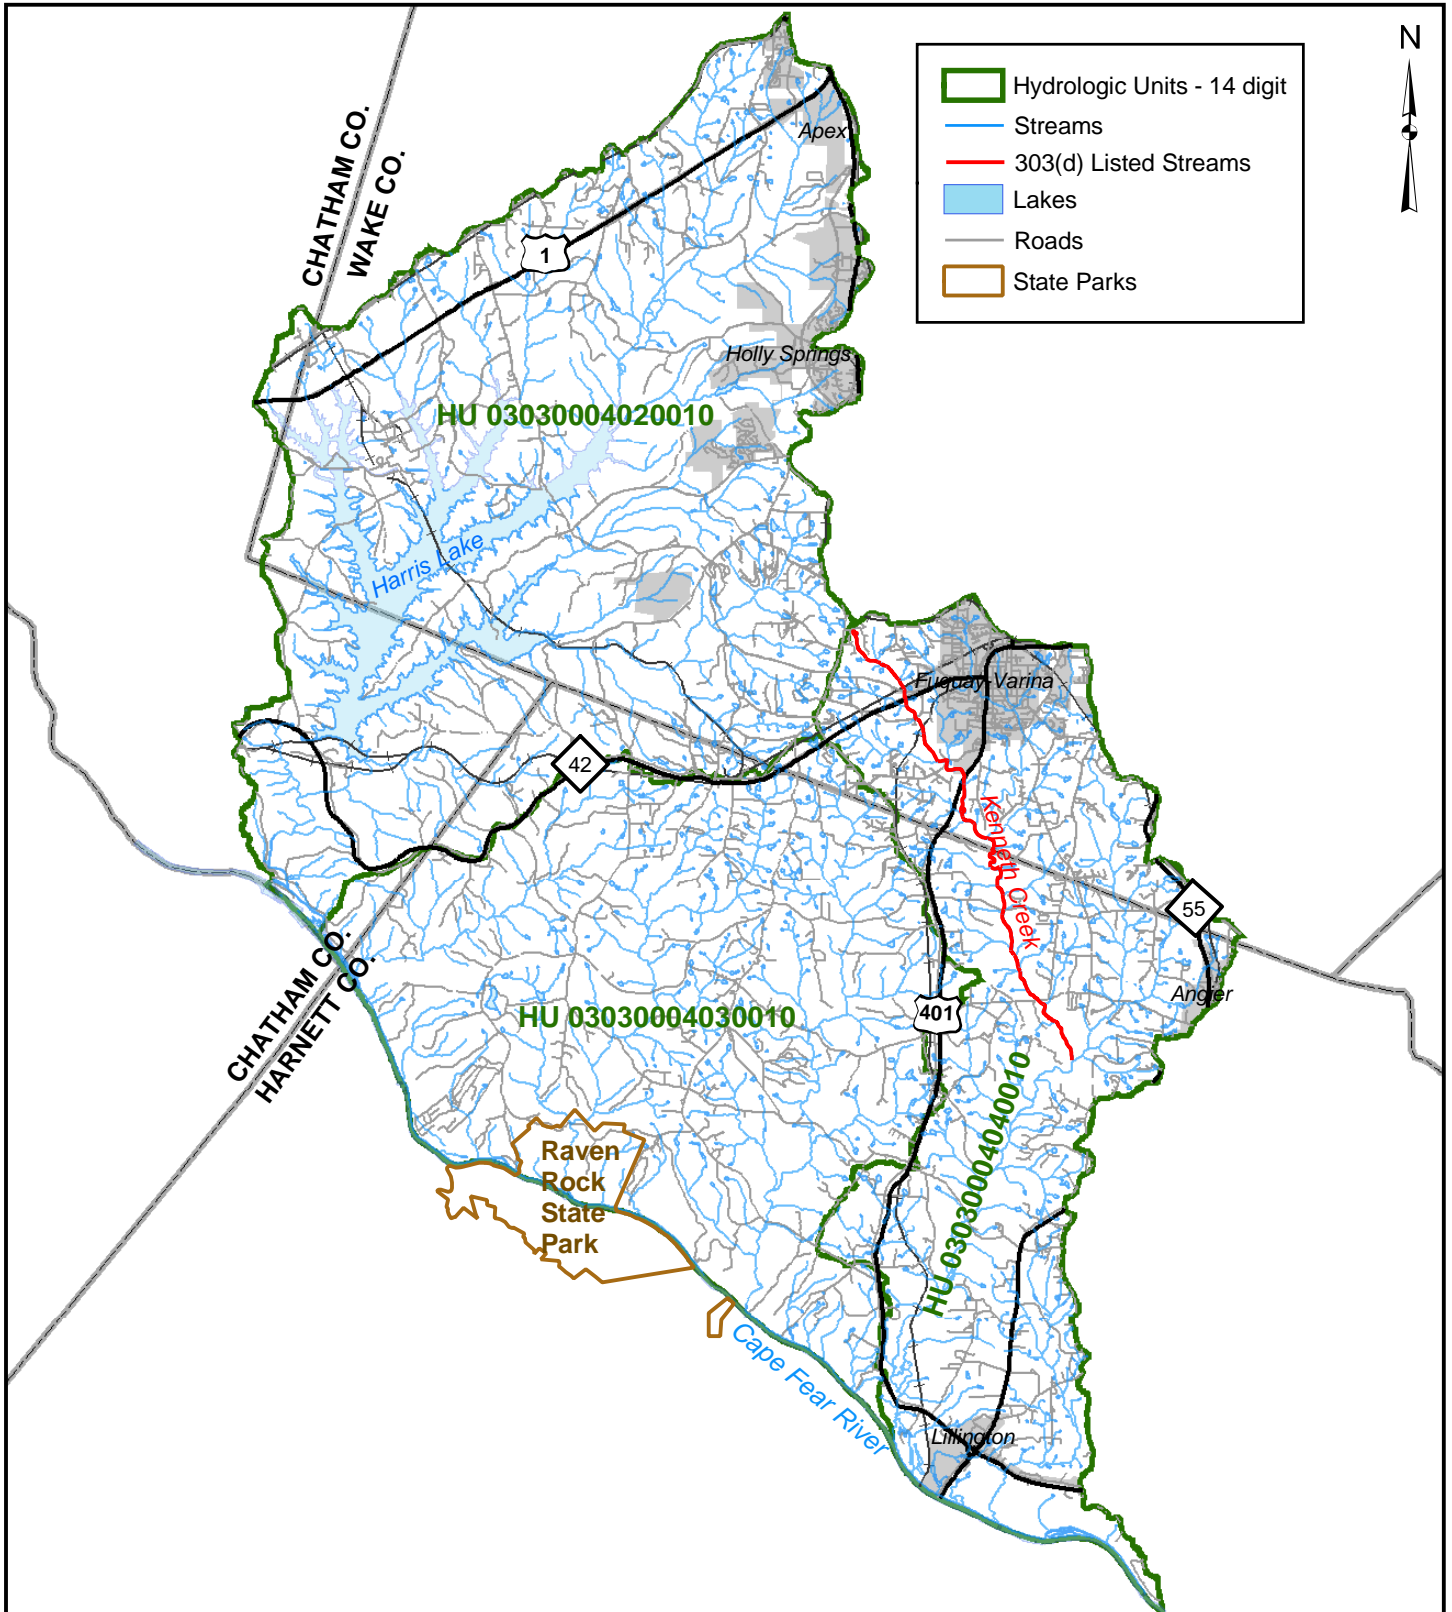 N
Hydrologic Units - 14 digit
Streams
303(d) Listed Streams
Lakes
Roads
State Parks
CHATHAM CO.
WAKE CO.
Apex
1
Holly Springs
HU 03030004020010
Harris Lake
Fuquay-Varina
42
Kenneth Creek
55
Angier
CHATHAM CO.
HARNETT CO.
HU 03030004030010
401
HU 03030004040010
Raven
Rock
State
Park
Cape Fear River
Lillington